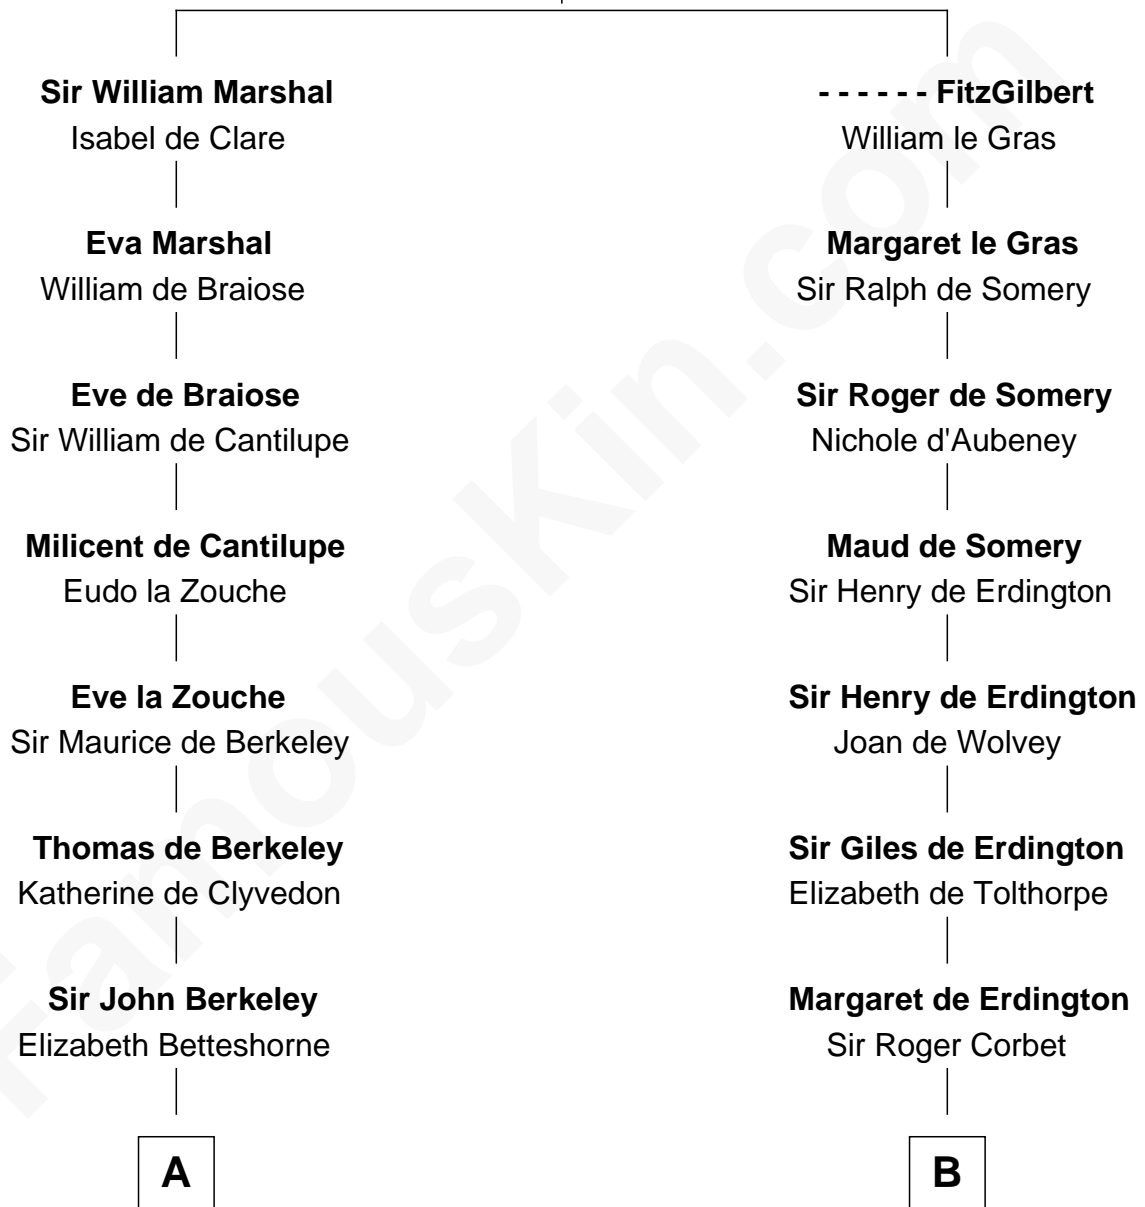 Sir William Marshal
Isabel de Clare
Eva Marshal
William de Braiose
Eve de Braiose
Sir William de Cantilupe
Milicent de Cantilupe
Eudo la Zouche
Eve la Zouche
Sir Maurice de Berkeley
Thomas de Berkeley
Katherine de Clyvedon
Sir John Berkeley
Elizabeth Betteshorne
A
- - - - - - FitzGilbert
William le Gras
Margaret le Gras
Sir Ralph de Somery
Sir Roger de Somery
Nichole d'Aubeney
Maud de Somery
Sir Henry de Erdington
Sir Henry de Erdington
Joan de Wolvey
Sir Giles de Erdington
Elizabeth de Tolthorpe
Margaret de Erdington
Sir Roger Corbet
B
FamousKin.com